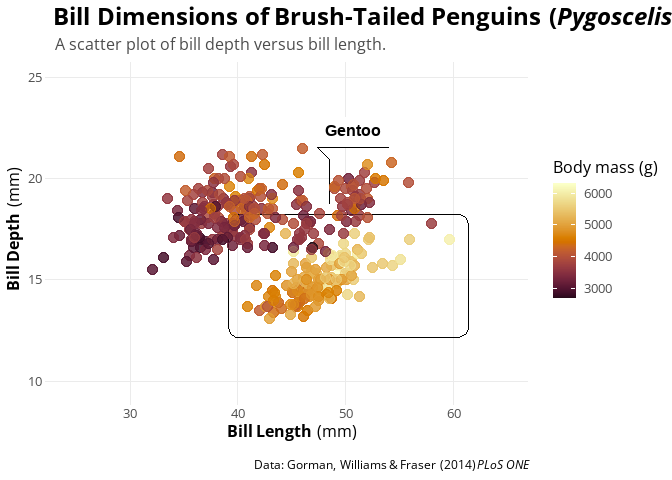 Bill Dimensions of Brush-Tailed Penguins (Pygoscelis
A scatter plot of bill depth versus bill length.
25
20
15
10
Bill Depth (mm)
Gentoo
30
40
50
60
Bill Length (mm)
Body mass (g)
6000
5000
4000
3000
Data: Gorman, Williams & Fraser (2014) PLoS ONE